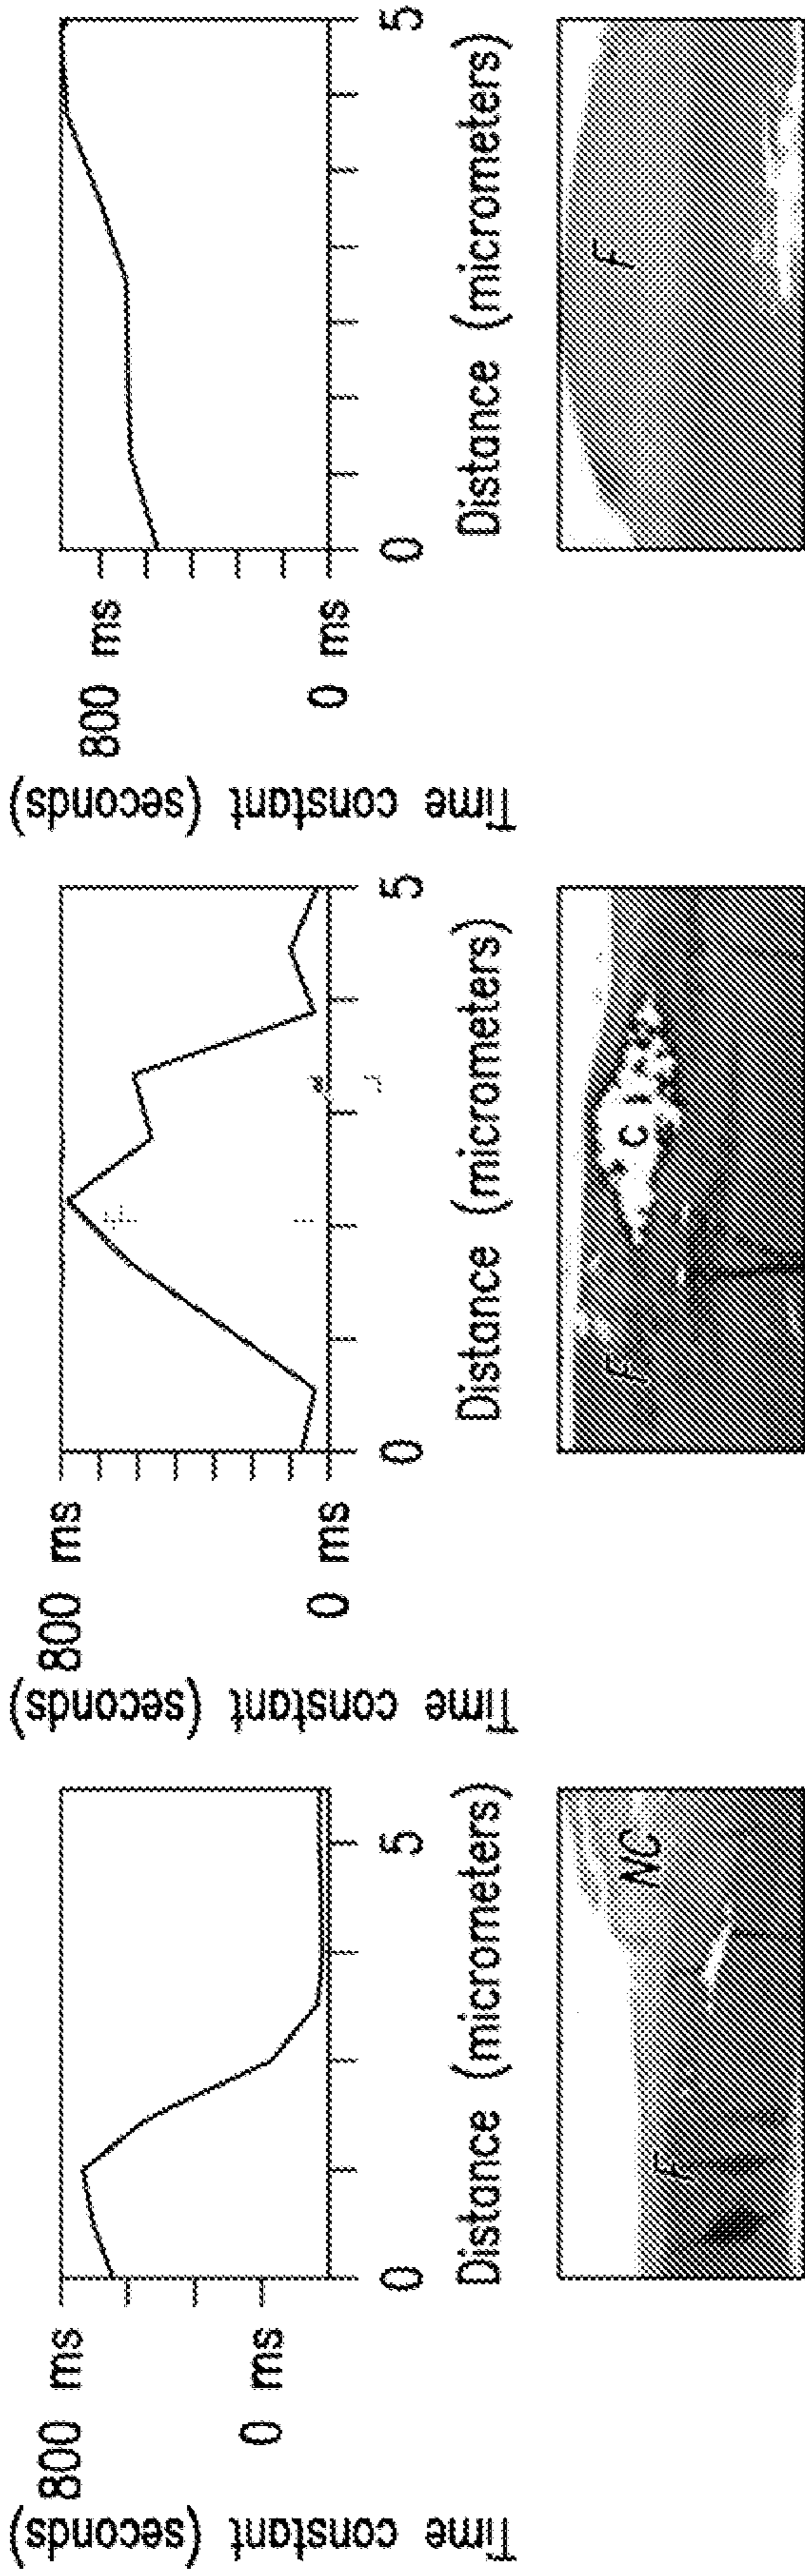 Time constant (seconds)
800 ms
0 ms
0
5
Distance (micrometers)
F
NC
Time constant (seconds)
800 ms
0 ms
0
5
Distance (micrometers)
F
C
Time constant (seconds)
800 ms
0 ms
0
5
Distance (micrometers)
F